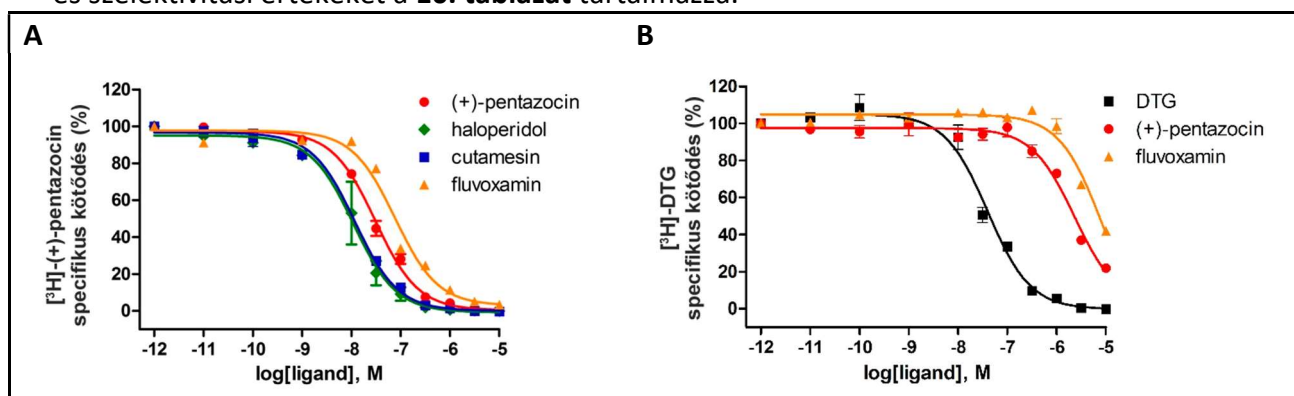 és szelektivitási értékeket a 10. táblázat tartalmazza.
A
B
[³H]-(+)-pentazocin
specifikus kötődés (%)
120
100
80
60
40
20
0
-12 -11 -10 -9 -8 -7 -6 -5
log[ligand], M
(+)-pentazocin
haloperidol
cutamesin
fluvoxamin
[³H]-DTG
specifikus kötődés (%)
120
100
80
60
40
20
0
-12 -11 -10 -9 -8 -7 -6 -5
log[ligand], M
DTG
(+)-pentazocin
fluvoxamin